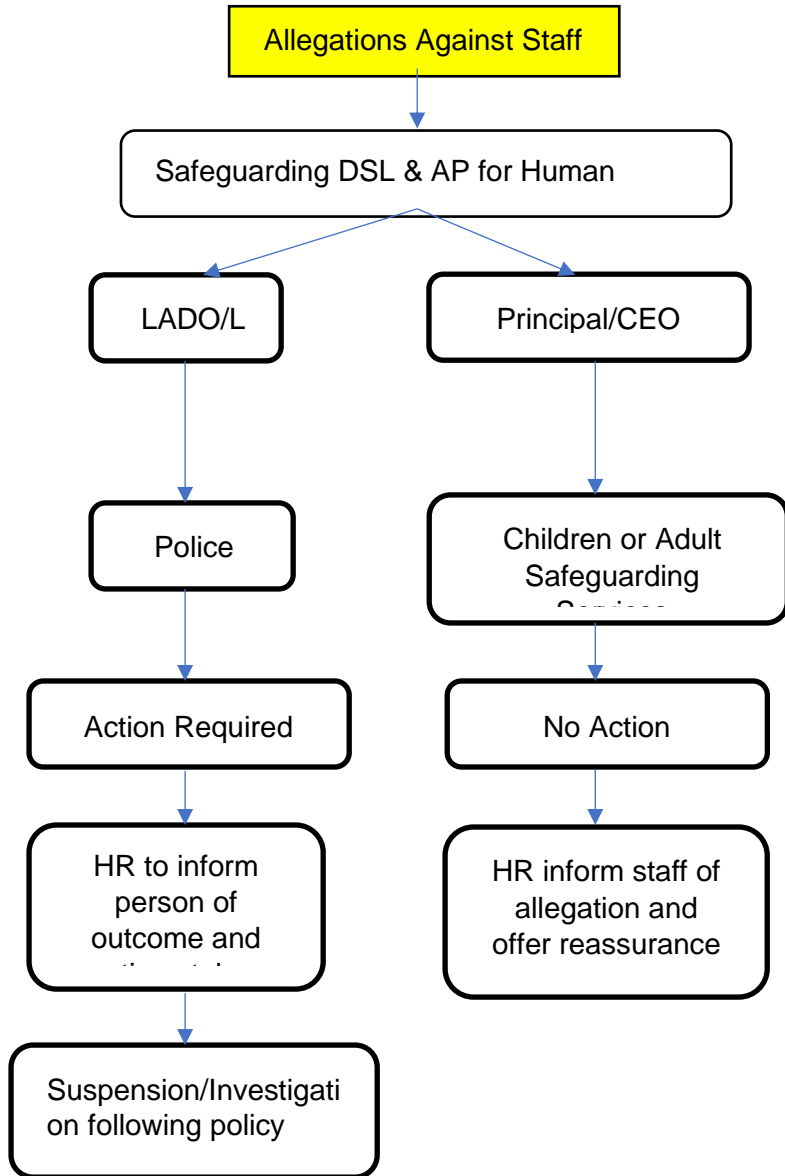 Allegations Against Staff
Safeguarding DSL & AP for Human
LADO/L
Principal/CEO
Police
Children or Adult
Safeguarding
Action Required
No Action
HR to inform
person of
outcome and
HR inform staff of
allegation and
offer reassurance
Suspension/Investigati
on following policy